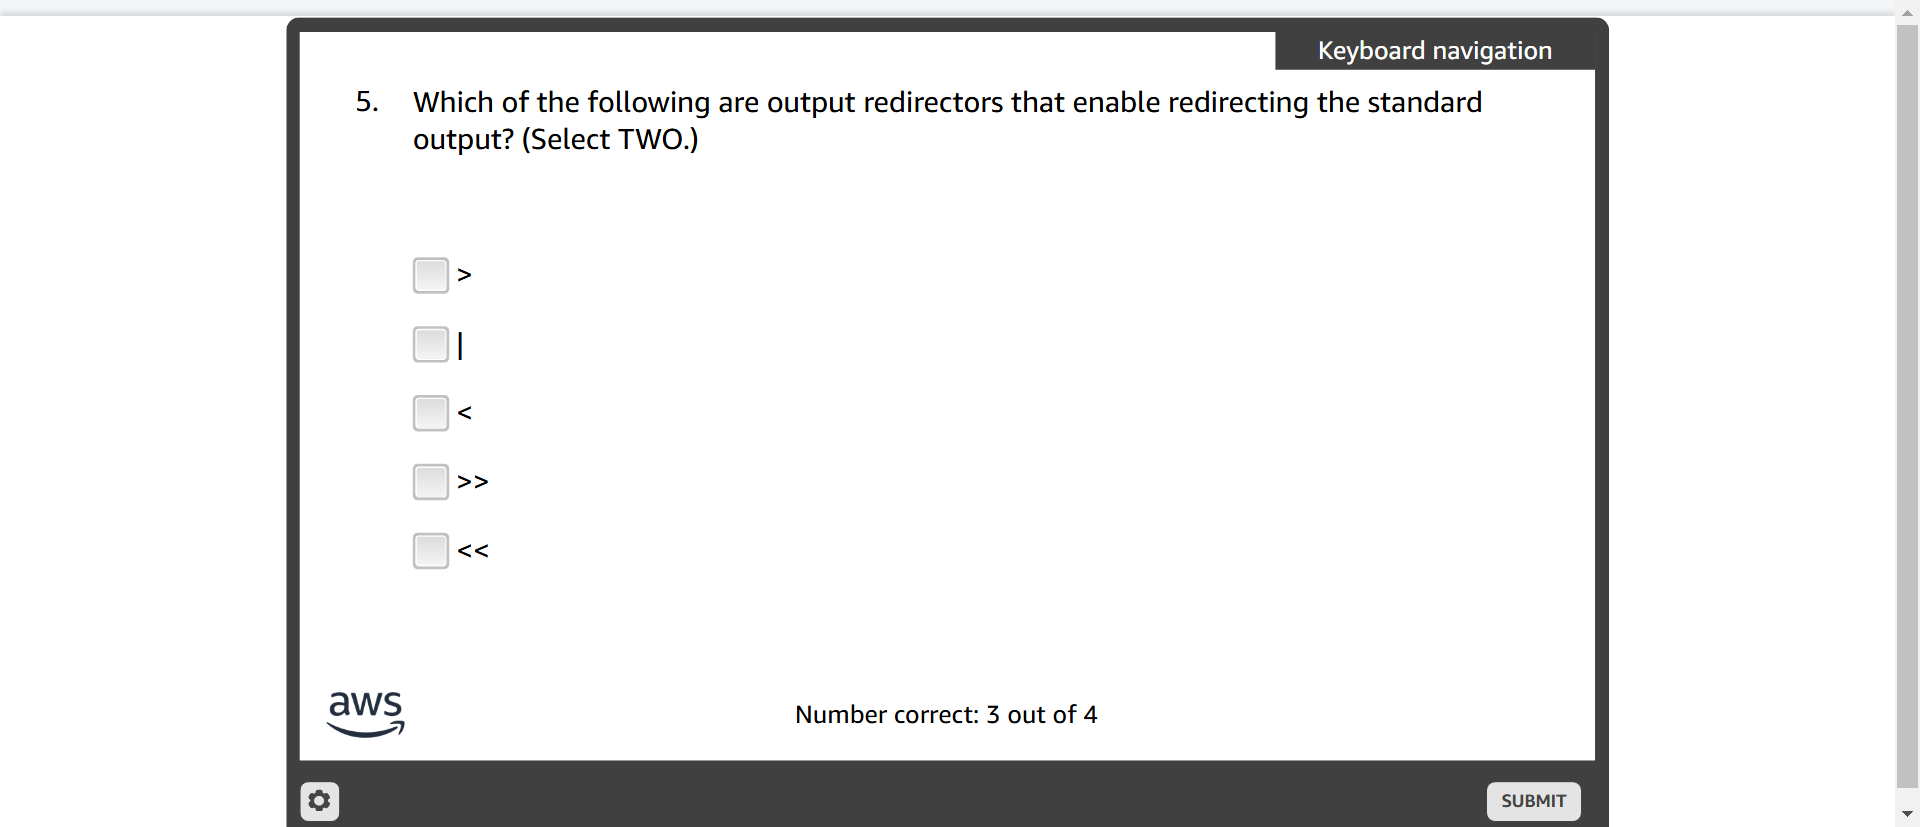 Keyboard navigation
5. Which of the following are output redirectors that enable redirecting the standard
output? (Select TWO.)
>
|
<
>>
<<
aws
Number correct: 3 out of 4
SUBMIT